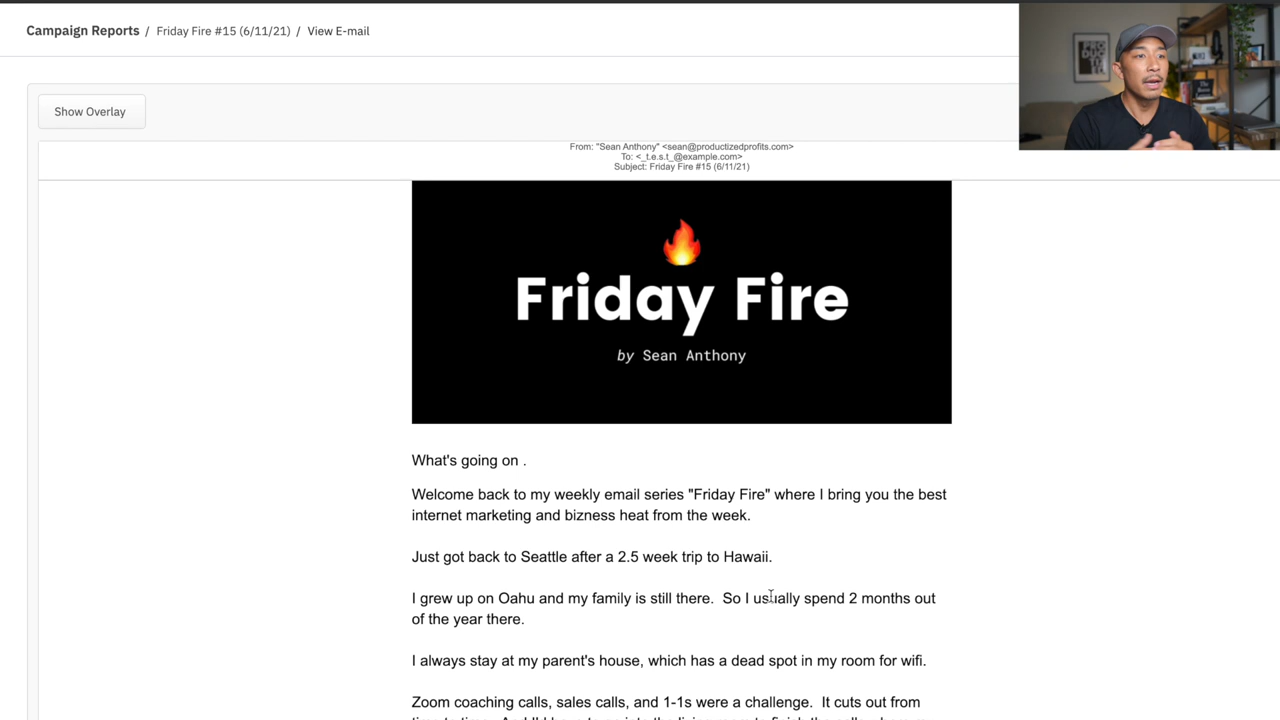 Campaign Reports / Friday Fire #15 (6/11/21) / View E-mail
Show Overlay
From: "Sean Anthony" <sean@productizedprofits.com>
To: <_t.e.s.t_@example.com>
Subject: Friday Fire #15 (6/11/21)
Friday Fire
by Sean Anthony
What's going on .
Welcome back to my weekly email series "Friday Fire" where I bring you the best
internet marketing and bizness heat from the week.
Just got back to Seattle after a 2.5 week trip to Hawaii.
I grew up on Oahu and my family is still there.  So I usually spend 2 months out
of the year there.
I always stay at my parent's house, which has a dead spot in my room for wifi.
Zoom coaching calls, sales calls, and 1-1s were a challenge.  It cuts out from